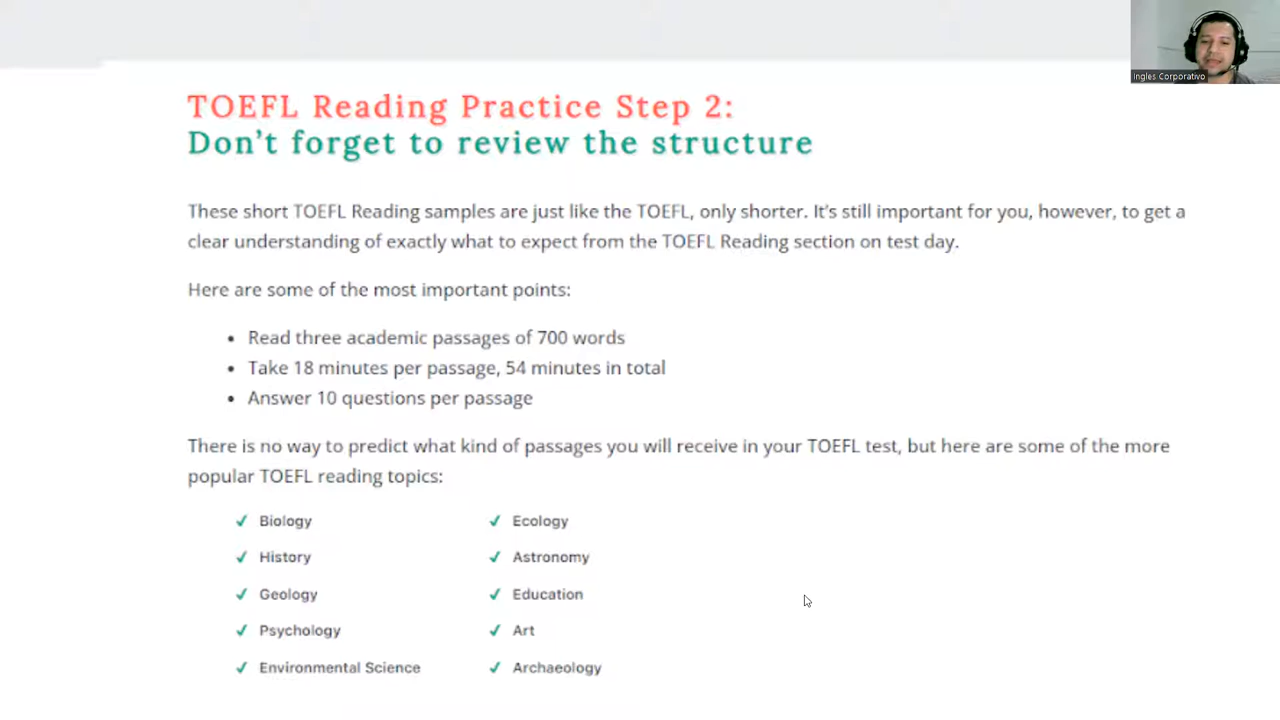 Ingles Corporativo
TOEFL Reading Practice Step 2:
Don't forget to review the structure
These short TOEFL Reading samples are just like the TOEFL, only shorter. It's still important for you, however, to get a
clear understanding of exactly what to expect from the TOEFL Reading section on test day.
Here are some of the most important points:
• Read three academic passages of 700 words
• Take 18 minutes per passage, 54 minutes in total
• Answer 10 questions per passage
There is no way to predict what kind of passages you will receive in your TOEFL test, but here are some of the more
popular TOEFL reading topics:
✓ Biology
✓ History
✓ Geology
✓ Psychology
✓ Environmental Science
✓ Ecology
✓ Astronomy
✓ Education
✓ Art
✓ Archaeology